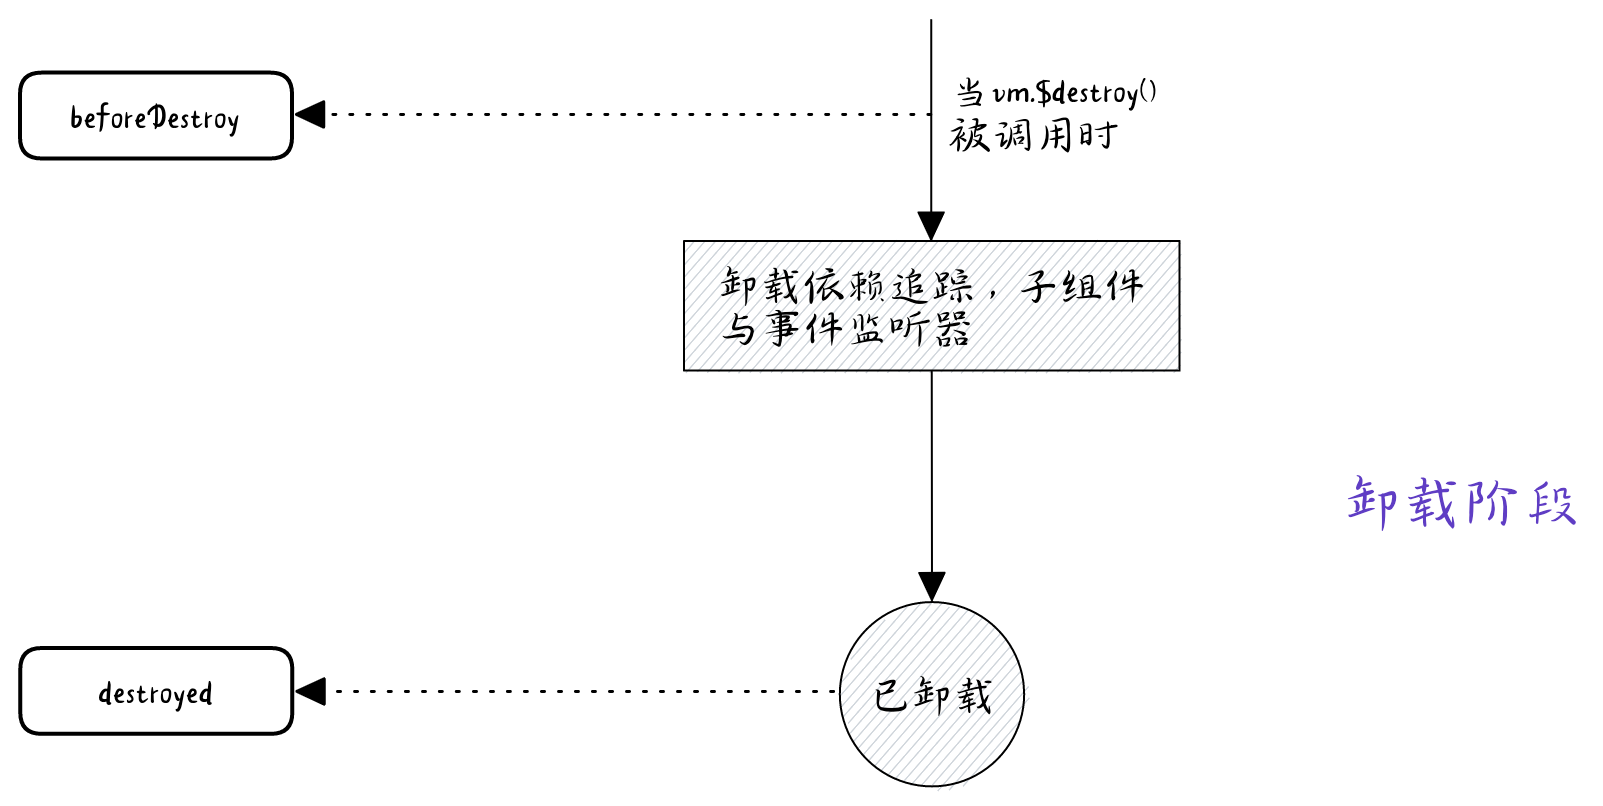 当 vm.$destroy()
被调用时
beforeDestroy
卸载依赖追踪，子组件
与事件监听器
卸载阶段
destroyed
已卸载